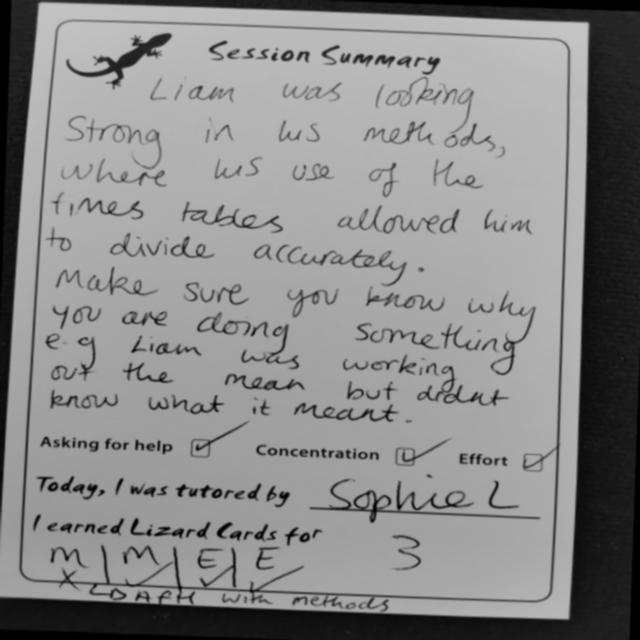 Session Summary
Liam was looking
Strong in his methods,
where his use of the
times tables allowed him
to divide accurately.
Make sure you know why
you are doing something
e.g Liam was working
out the mean but didnt
know what it meant.
Asking for help Concentration Effort
Today, I was tutored by Sophie L
I earned Lizard Cards for 3
M | M | E | E
with methods